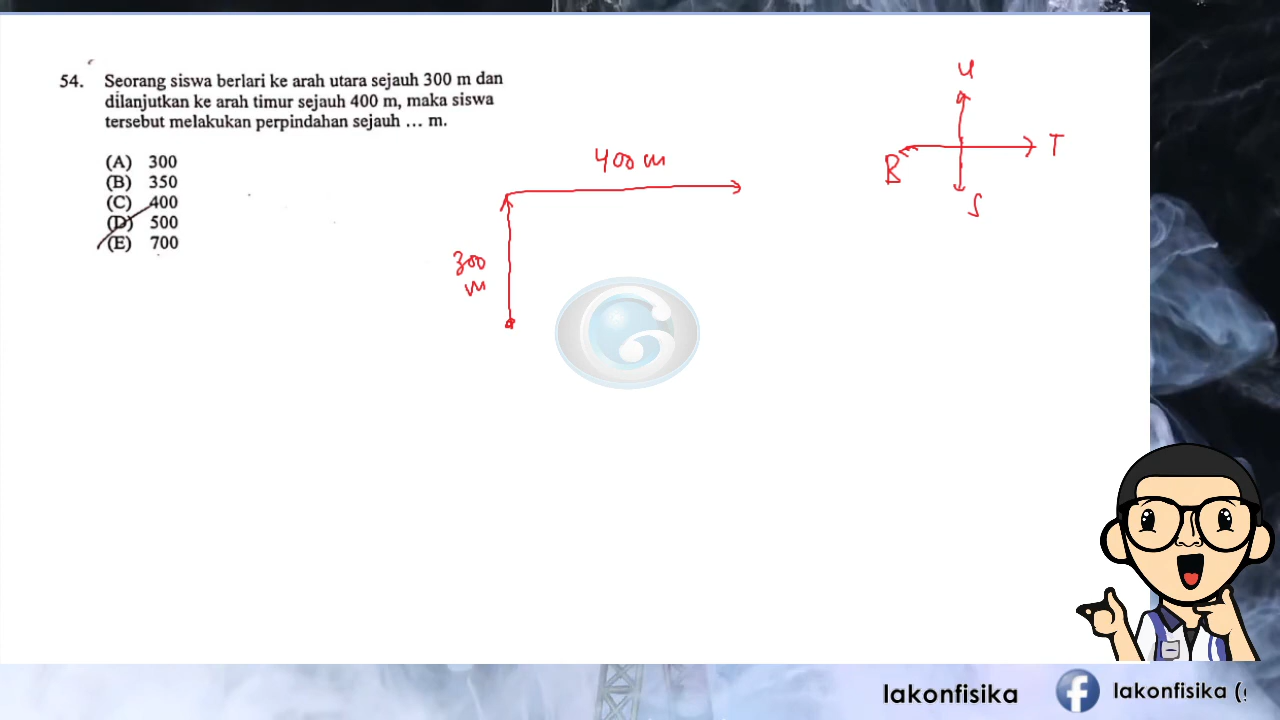 54. Seorang siswa berlari ke arah utara sejauh 300 m dan
dilanjutkan ke arah timur sejauh 400 m, maka siswa
tersebut melakukan perpindahan sejauh ... m.
(A) 300
(B) 350
(C) 400
(D) 500
(E) 700
400 m
300
m
U
B
T
S
lakonfisika
lakonfisika (